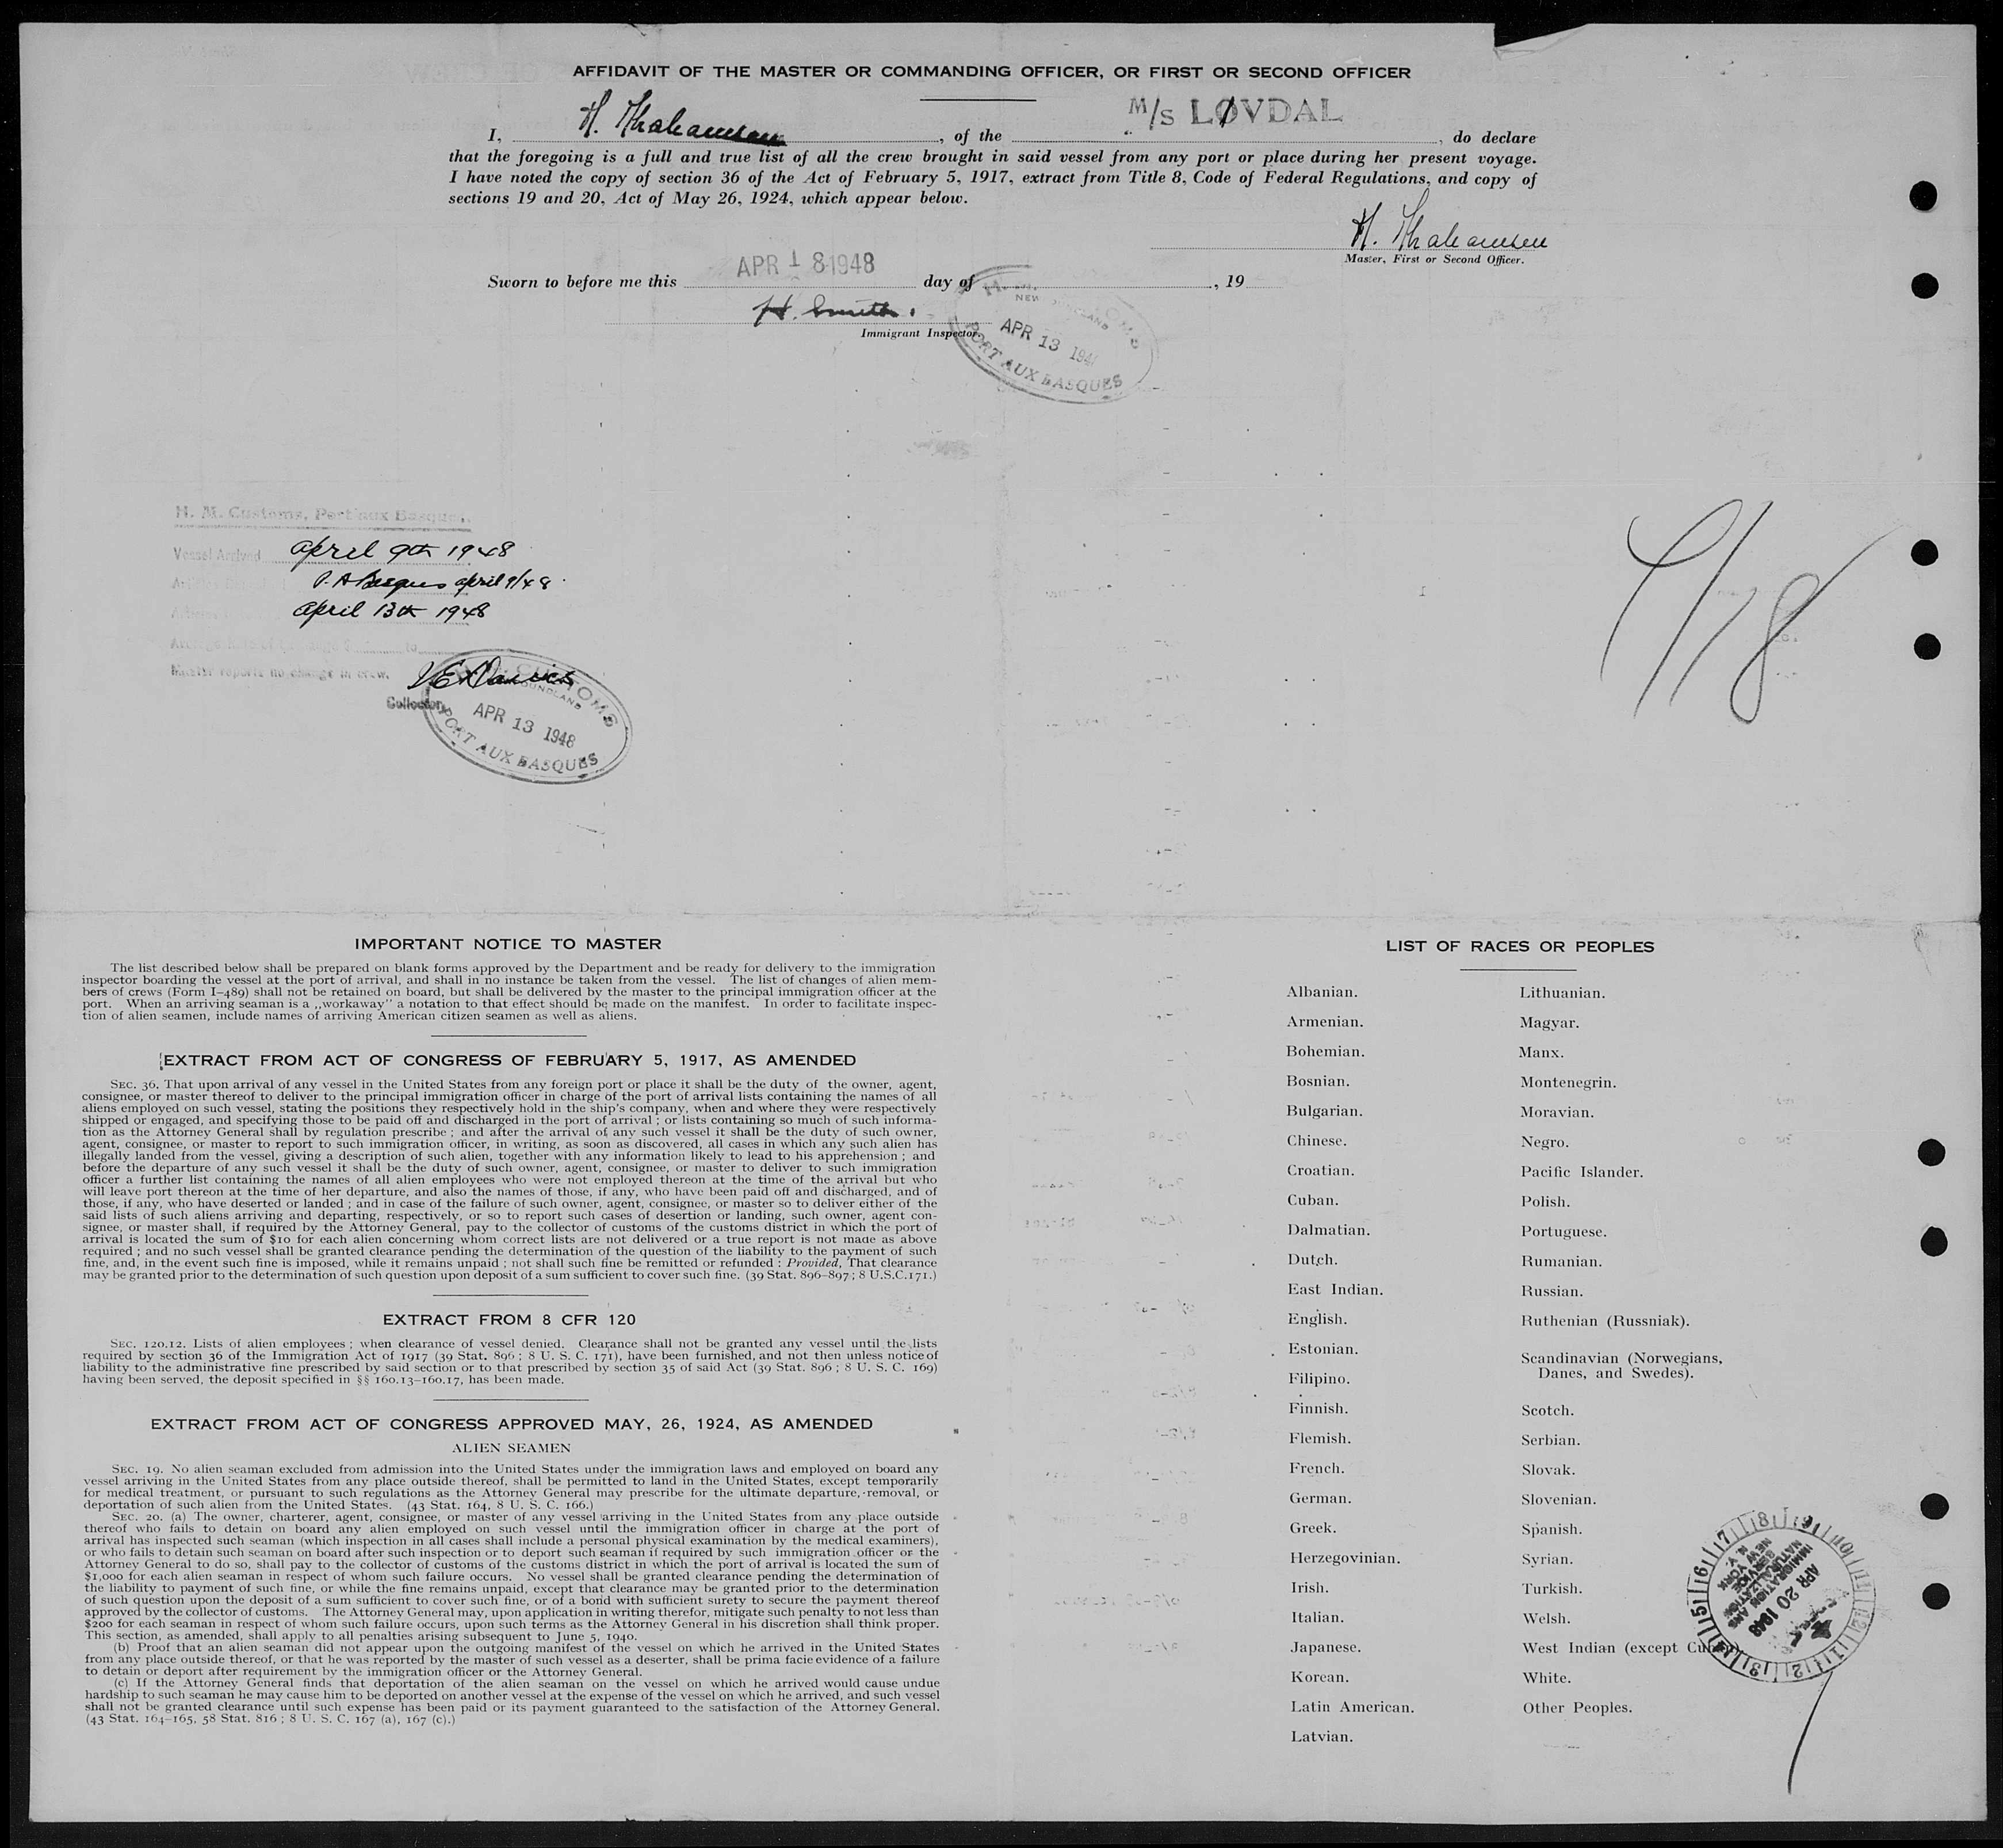 AFFIDAVIT OF THE MASTER OR COMMANDING OFFICER, OR FIRST OR SECOND OFFICER
M/S LØVDAL
I, H. , of the , do declare
that the foregoing is a full and true list of all the crew brought in said vessel from any port or place during her present voyage.
I have noted the copy of section 36 of the Act of February 5, 1917, extract from Title 8, Code of Federal Regulations, and copy of
sections 19 and 20, Act of May 26, 1924, which appear below.
H.
Master, First or Second Officer.
Sworn to before me this APR 18 1948 day of , 19
H. Smith.
Immigrant Inspector.
APR 13 194
PORT AUX BASQUES
H. M. Customs, Port aux Basques.
Vessel Arrived April 9th 1948
P. A Basques april 9/48.
April 13th 1948
to
Master reports no change in crew.
Collector
CUSTOMS
APR 13 1948
PORT AUX BASQUES
4/18
IMPORTANT NOTICE TO MASTER
The list described below shall be prepared on blank forms approved by the Department and be ready for delivery to the immigration
inspector boarding the vessel at the port of arrival, and shall in no instance be taken from the vessel. The list of changes of alien mem-
bers of crews (Form I-489) shall not be retained on board, but shall be delivered by the master to the principal immigration officer at the
port. When an arriving seaman is a „workaway" a notation to that effect should be made on the manifest. In order to facilitate inspec-
tion of alien seamen, include names of arriving American citizen seamen as well as aliens.
EXTRACT FROM ACT OF CONGRESS OF FEBRUARY 5, 1917, AS AMENDED
SEC. 36. That upon arrival of any vessel in the United States from any foreign port or place it shall be the duty of the owner, agent,
consignee, or master thereof to deliver to the principal immigration officer in charge of the port of arrival lists containing the names of all
aliens employed on such vessel, stating the positions they respectively hold in the ship's company, when and where they were respectively
shipped or engaged, and specifying those to be paid off and discharged in the port of arrival ; or lists containing so much of such informa-
tion as the Attorney General shall by regulation prescribe ; and after the arrival of any such vessel it shall be the duty of such owner,
agent, consignee, or master to report to such immigration officer, in writing, as soon as discovered, all cases in which any such alien has
illegally landed from the vessel, giving a description of such alien, together with any information likely to lead to his apprehension ; and
before the departure of any such vessel it shall be the duty of such owner, agent, consignee, or master to deliver to such immigration
officer a further list containing the names of all alien employees who were not employed thereon at the time of the arrival but who
will leave port thereon at the time of her departure, and also the names of those, if any, who have been paid off and discharged, and of
those, if any, who have deserted or landed ; and in case of the failure of such owner, agent, consignee, or master so to deliver either of the
said lists of such aliens arriving and departing, respectively, or so to report such cases of desertion or landing, such owner, agent con-
signee, or master shall, if required by the Attorney General, pay to the collector of customs of the customs district in which the port of
arrival is located the sum of $10 for each alien concerning whom correct lists are not delivered or a true report is not made as above
required ; and no such vessel shall be granted clearance pending the determination of the question of the liability to the payment of such
fine, and, in the event such fine is imposed, while it remains unpaid ; not shall such fine be remitted or refunded : Provided, That clearance
may be granted prior to the determination of such question upon deposit of a sum sufficient to cover such fine. (39 Stat. 896-897; 8 U.S.C.171.)
EXTRACT FROM 8 CFR 120
SEC. 120.12. Lists of alien employees ; when clearance of vessel denied. Clearance shall not be granted any vessel until the lists
required by section 36 of the Immigration Act of 1917 (39 Stat. 896 ; 8 U. S. C. 171), have been furnished, and not then unless notice of
liability to the administrative fine prescribed by said section or to that prescribed by section 35 of said Act (39 Stat. 896 ; 8 U. S. C. 169)
having been served, the deposit specified in §§ 160.13-160.17, has been made.
EXTRACT FROM ACT OF CONGRESS APPROVED MAY, 26, 1924, AS AMENDED
ALIEN SEAMEN
SEC. 19. No alien seaman excluded from admission into the United States under the immigration laws and employed on board any
vessel arriving in the United States from any place outside thereof, shall be permitted to land in the United States, except temporarily
for medical treatment, or pursuant to such regulations as the Attorney General may prescribe for the ultimate departure, removal, or
deportation of such alien from the United States. (43 Stat. 164, 8 U. S. C. 166.)
SEC. 20. (a) The owner, charterer, agent, consignee, or master of any vessel arriving in the United States from any place outside
thereof who fails to detain on board any alien employed on such vessel until the immigration officer in charge at the port of
arrival has inspected such seaman (which inspection in all cases shall include a personal physical examination by the medical examiners),
or who fails to detain such seaman on board after such inspection or to deport such seaman if required by such immigration officer or the
Attorney General to do so, shall pay to the collector of customs of the customs district in which the port of arrival is located the sum of
$1,000 for each alien seaman in respect of whom such failure occurs. No vessel shall be granted clearance pending the determination of
the liability to payment of such fine, or while the fine remains unpaid, except that clearance may be granted prior to the determination
of such question upon the deposit of a sum sufficient to cover such fine, or of a bond with sufficient surety to secure the payment thereof
approved by the collector of customs. The Attorney General may, upon application in writing therefor, mitigate such penalty to not less than
$200 for each seaman in respect of whom such failure occurs, upon such terms as the Attorney General in his discretion shall think proper.
This section, as amended, shall apply to all penalties arising subsequent to June 5, 1940.
(b) Proof that an alien seaman did not appear upon the outgoing manifest of the vessel on which he arrived in the United States
from any place outside thereof, or that he was reported by the master of such vessel as a deserter, shall be prima facie evidence of a failure
to detain or deport after requirement by the immigration officer or the Attorney General.
(c) If the Attorney General finds that deportation of the alien seaman on the vessel on which he arrived would cause undue
hardship to such seaman he may cause him to be deported on another vessel at the expense of the vessel on which he arrived, and such vessel
shall not be granted clearance until such expense has been paid or its payment guaranteed to the satisfaction of the Attorney General.
(43 Stat. 164-165, 58 Stat. 816 ; 8 U. S. C. 167 (a), 167 (c).)
LIST OF RACES OR PEOPLES
Albanian.
Armenian.
Bohemian.
Bosnian.
Bulgarian.
Chinese.
Croatian.
Cuban.
Dalmatian.
Dutch.
East Indian.
English.
Estonian.
Filipino.
Finnish.
Flemish.
French.
German.
Greek.
Herzegovinian.
Irish.
Italian.
Japanese.
Korean.
Latin American.
Latvian.
Lithuanian.
Magyar.
Manx.
Montenegrin.
Moravian.
Negro.
Pacific Islander.
Polish.
Portuguese.
Rumanian.
Russian.
Ruthenian (Russniak).
Scandinavian (Norwegians,
Danes, and Swedes).
Scotch.
Serbian.
Slovak.
Slovenian.
Spanish.
Syrian.
Turkish.
Welsh.
West Indian (except Cuban).
White.
Other Peoples.
IMMIGRATION AND
NATURALIZATION
SERVICE
NEW YORK
N. Y.
APR 20 1948